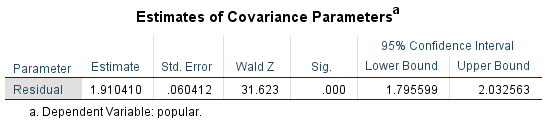 Estimates of Covariance Parametersa
95% Confidence Interval
Parameter Estimate Std. Error Wald Z Sig. Lower Bound Upper Bound
Residual 1.910410 .060412 31.623 .000 1.795599 2.032563
a. Dependent Variable: popular.